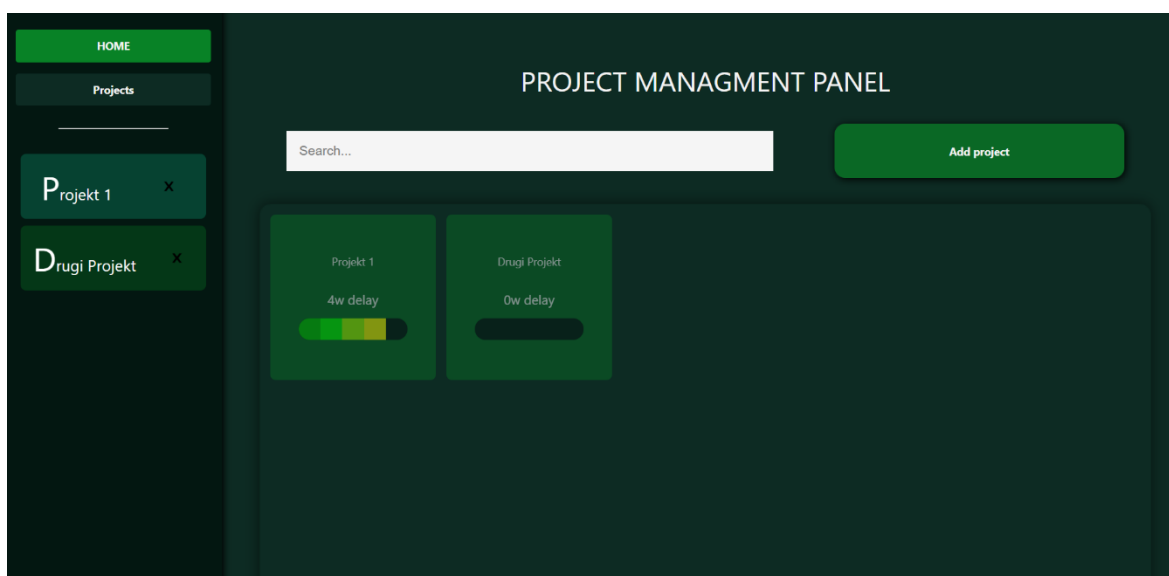 HOME
Projects
Projekt 1 x
Drugi Projekt x
PROJECT MANAGMENT PANEL
Search...
Add project
Projekt 1
4w delay
Drugi Projekt
0w delay